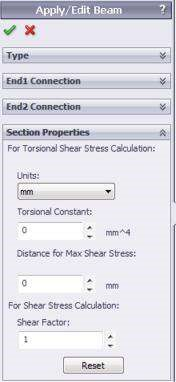 Apply/Edit Beam ?
Type
End1 Connection
End2 Connection
Section Properties
For Torsional Shear Stress Calculation:
Units:
mm
Torsional Constant:
0 mm^4
Distance for Max Shear Stress:
0 mm
For Shear Stress Calculation:
Shear Factor:
1
Reset